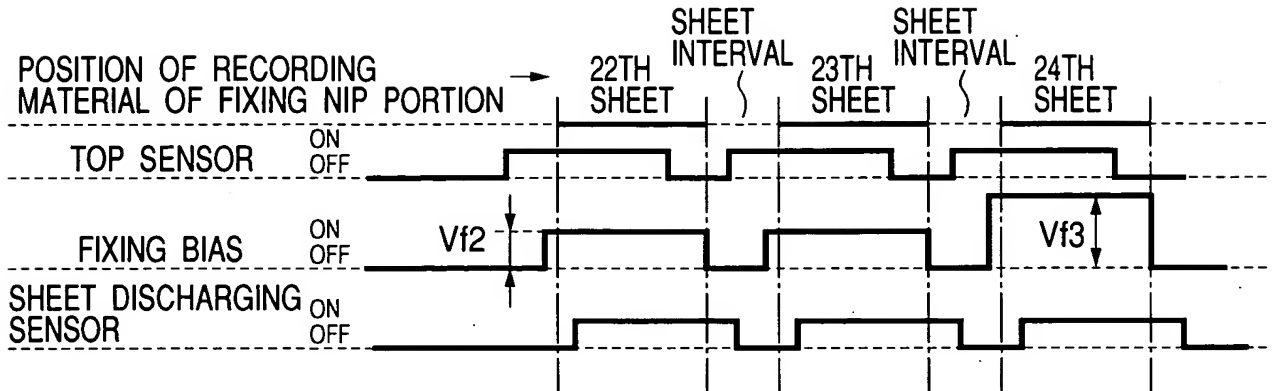 SHEET
INTERVAL
SHEET
INTERVAL
POSITION OF RECORDING
MATERIAL OF FIXING NIP PORTION
22TH
SHEET
23TH
SHEET
24TH
SHEET
TOP SENSOR
ON
OFF
FIXING BIAS
ON
OFF
Vf2
Vf3
SHEET DISCHARGING
SENSOR
ON
OFF